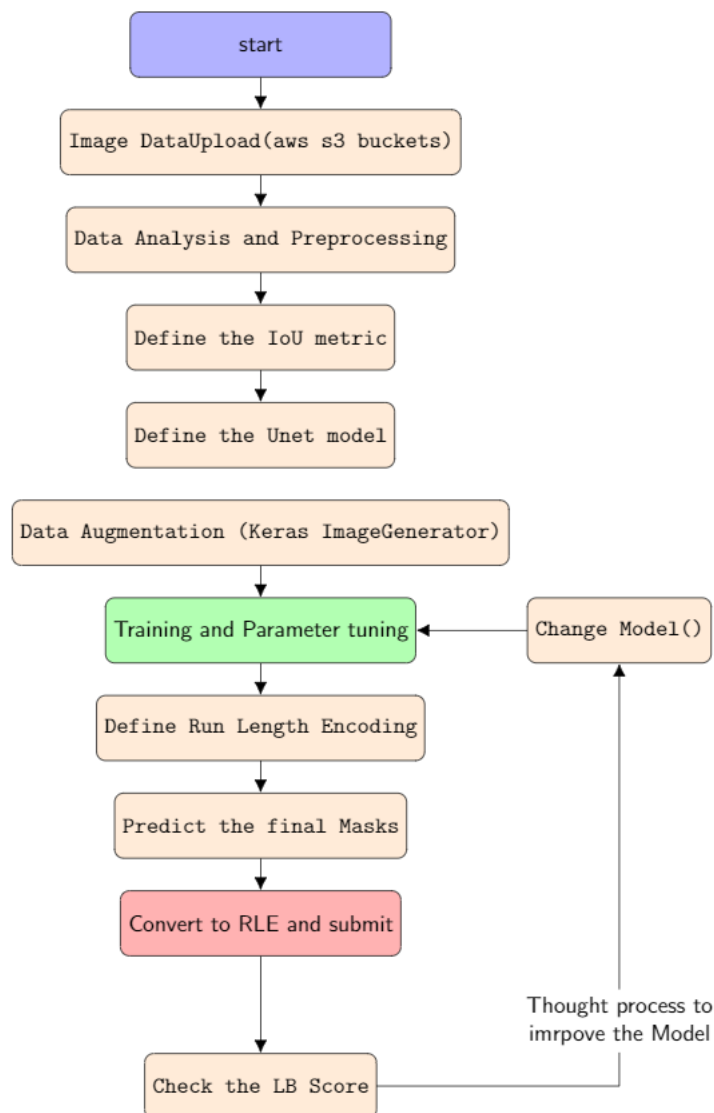 start
Image DataUpload(aws s3 buckets)
Data Analysis and Preprocessing
Define the IoU metric
Define the Unet model
Data Augmentation (Keras ImageGenerator)
Training and Parameter tuning
Change Model()
Define Run Length Encoding
Predict the final Masks
Convert to RLE and submit
Thought process to
imrpove the Model
Check the LB Score